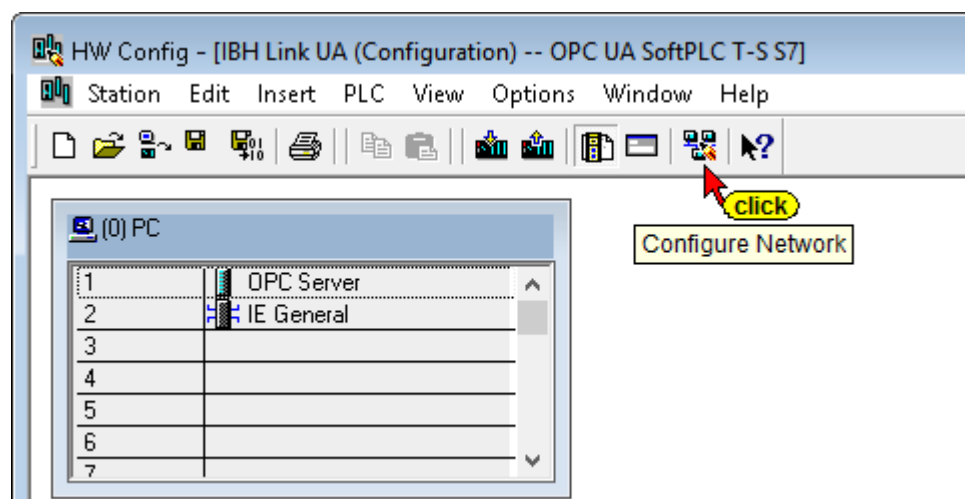 HW Config - [IBH Link UA (Configuration) -- OPC UA SoftPLC T-S S7]
Station Edit Insert PLC View Options Window Help
click
Configure Network
(0) PC
1 OPC Server
2 IE General
3
4
5
6
7